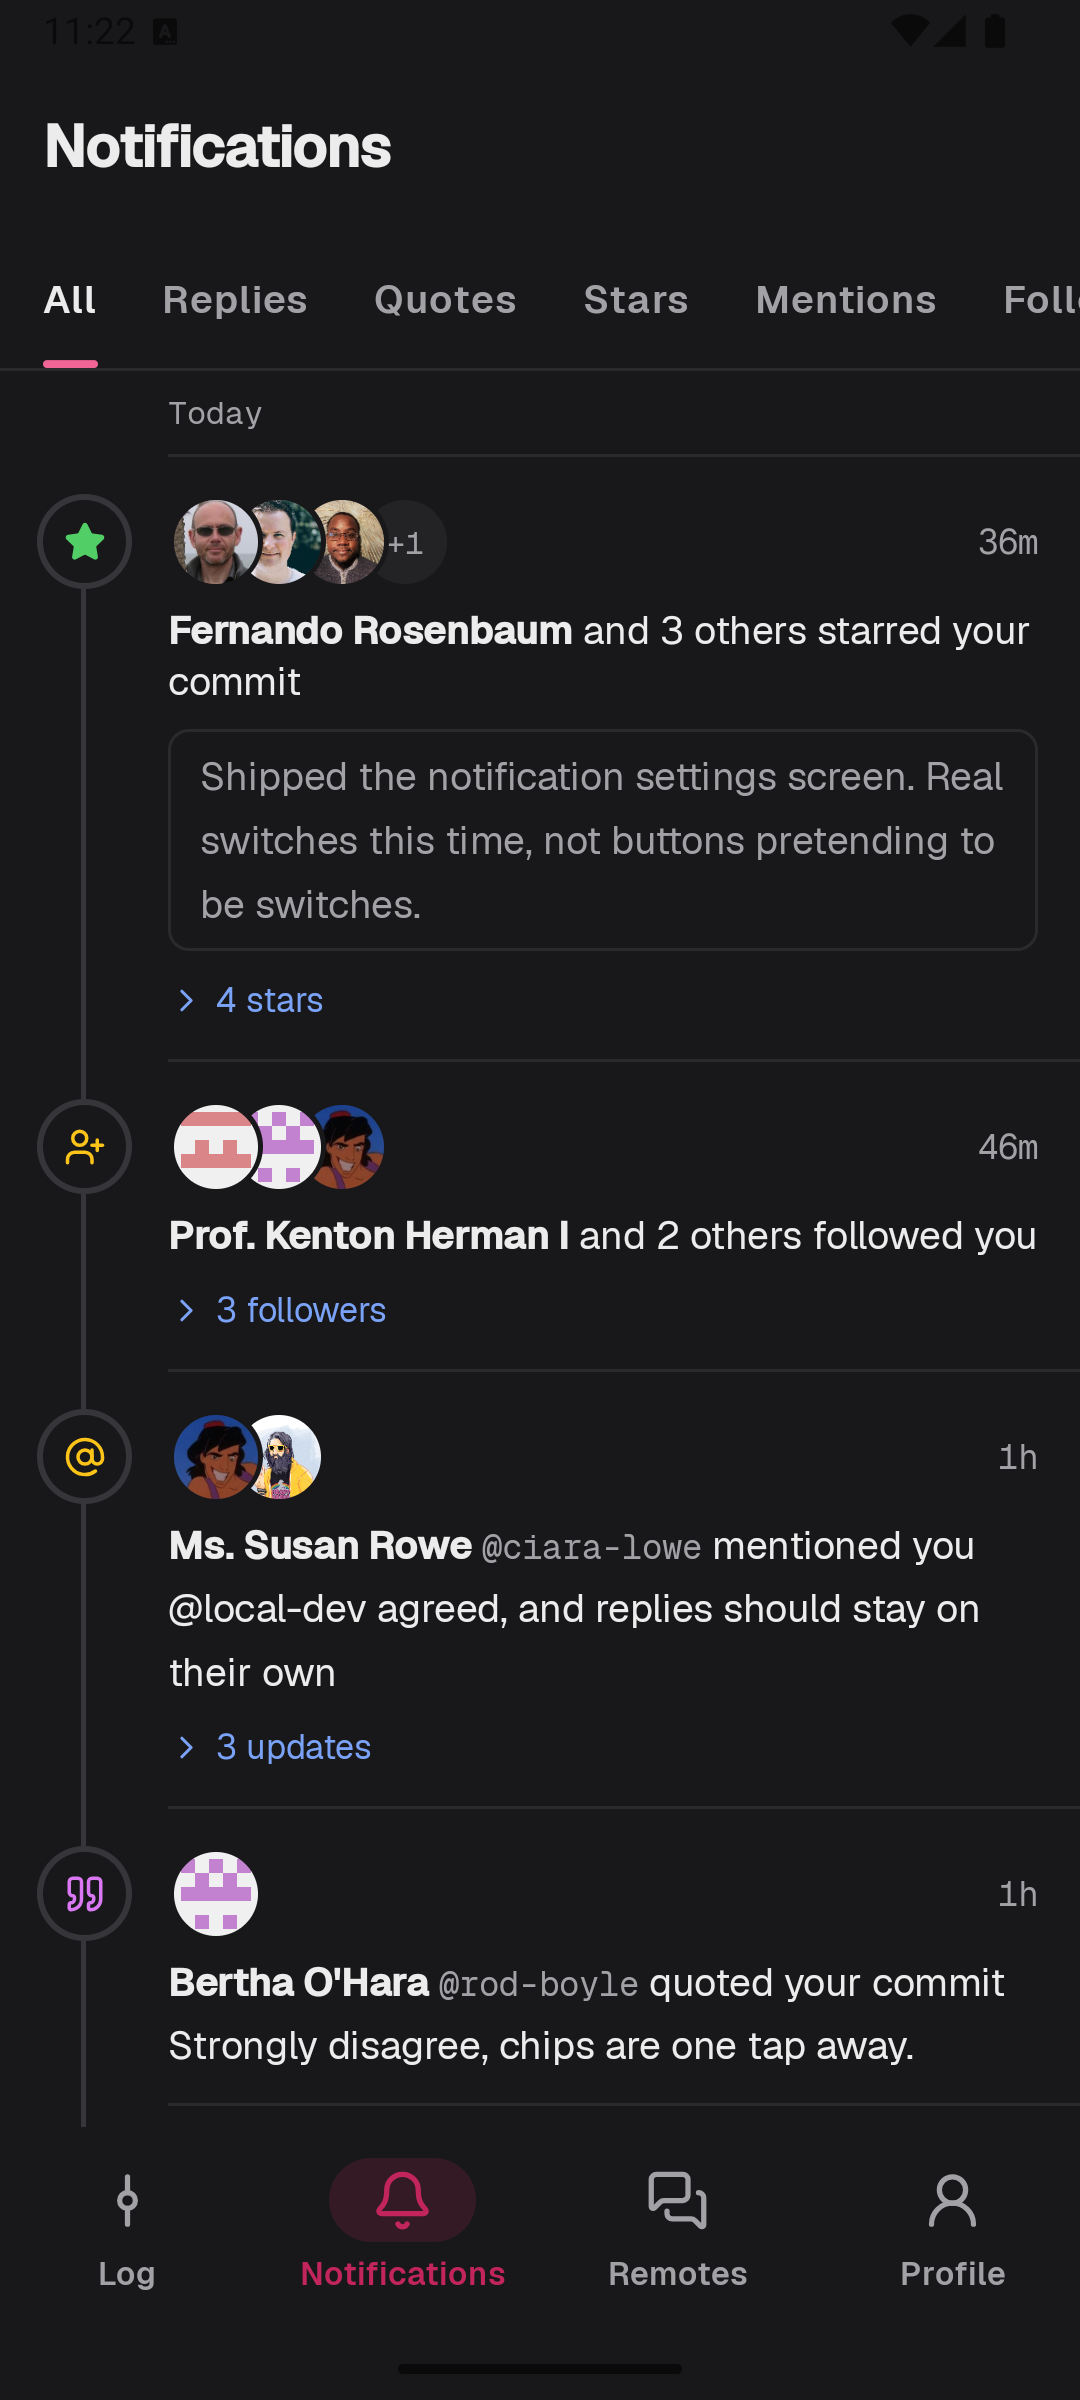 11:22
Notifications
All Replies Quotes Stars Mentions Foll
Today
+1 36m
Fernando Rosenbaum and 3 others starred your
commit
Shipped the notification settings screen. Real
switches this time, not buttons pretending to
be switches.
4 stars
46m
Prof. Kenton Herman I and 2 others followed you
3 followers
1h
Ms. Susan Rowe @ciara-lowe mentioned you
@local-dev agreed, and replies should stay on
their own
3 updates
1h
Bertha O'Hara @rod-boyle quoted your commit
Strongly disagree, chips are one tap away.
Log Notifications Remotes Profile